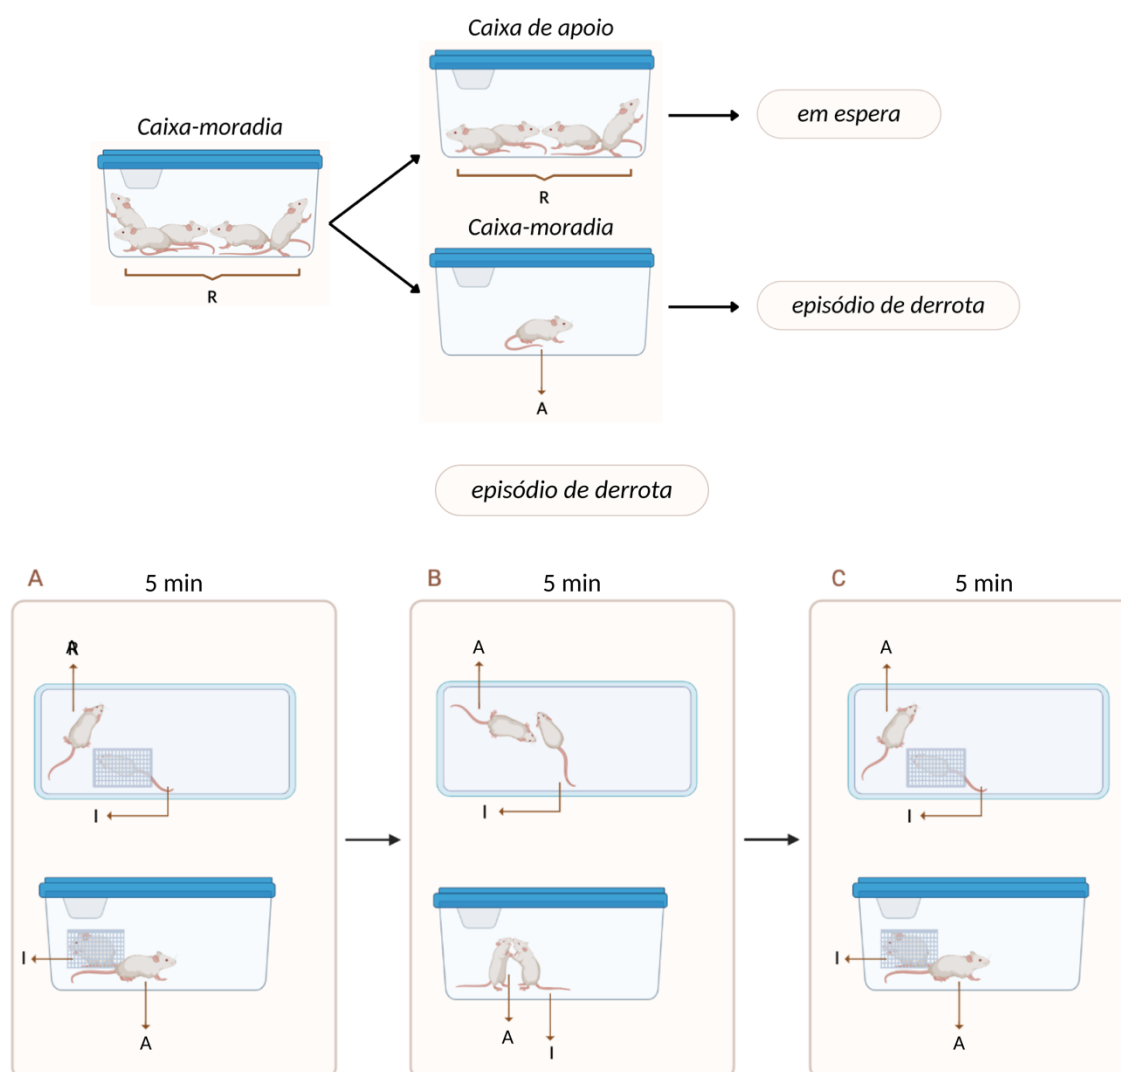 Caixa de apoio
em espera
Caixa-moradia
R
Caixa-moradia
R
episódio de derrota
A
episódio de derrota
A
5 min
B
5 min
C
5 min
A
A
I
I
I
I
I
A
A
I
A